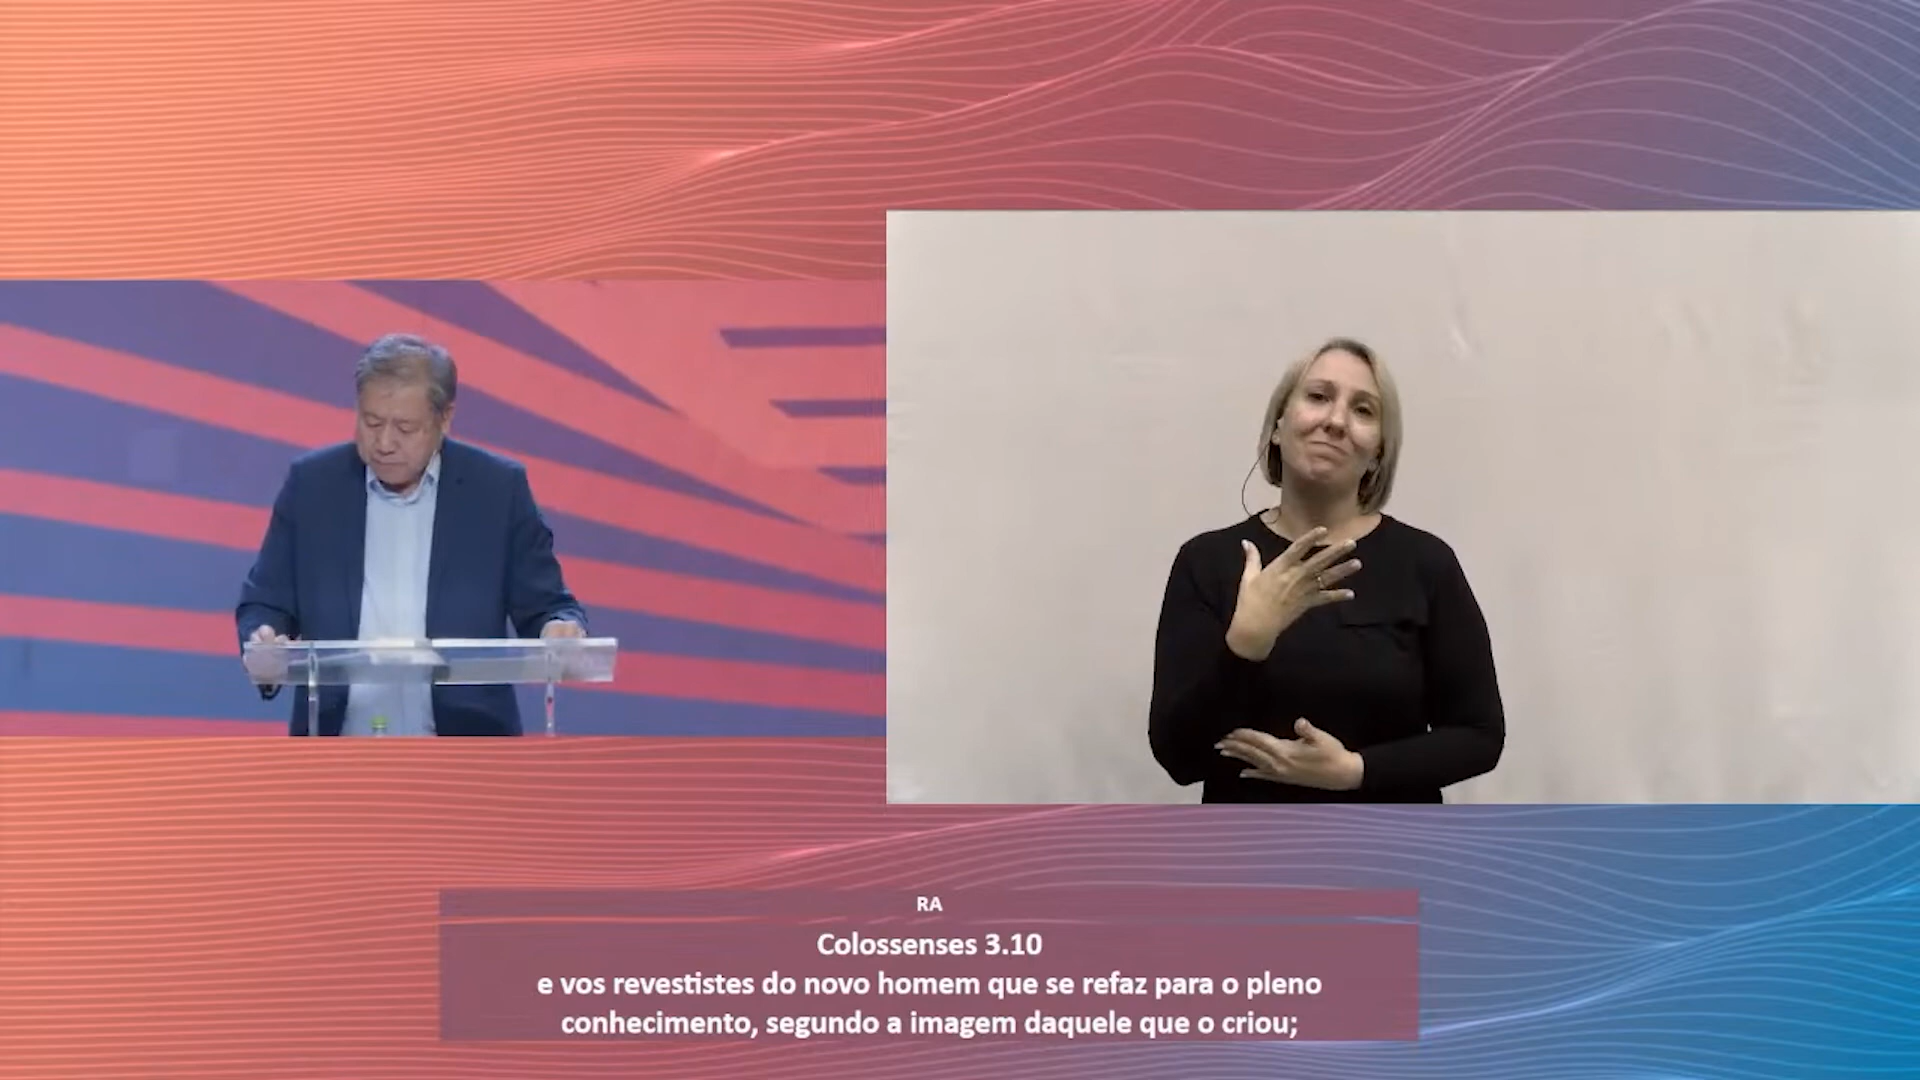 RA
Colossenses 3.10
e vos revestistes do novo homem que se refaz para o pleno
conhecimento, segundo a imagem daquele que o criou;